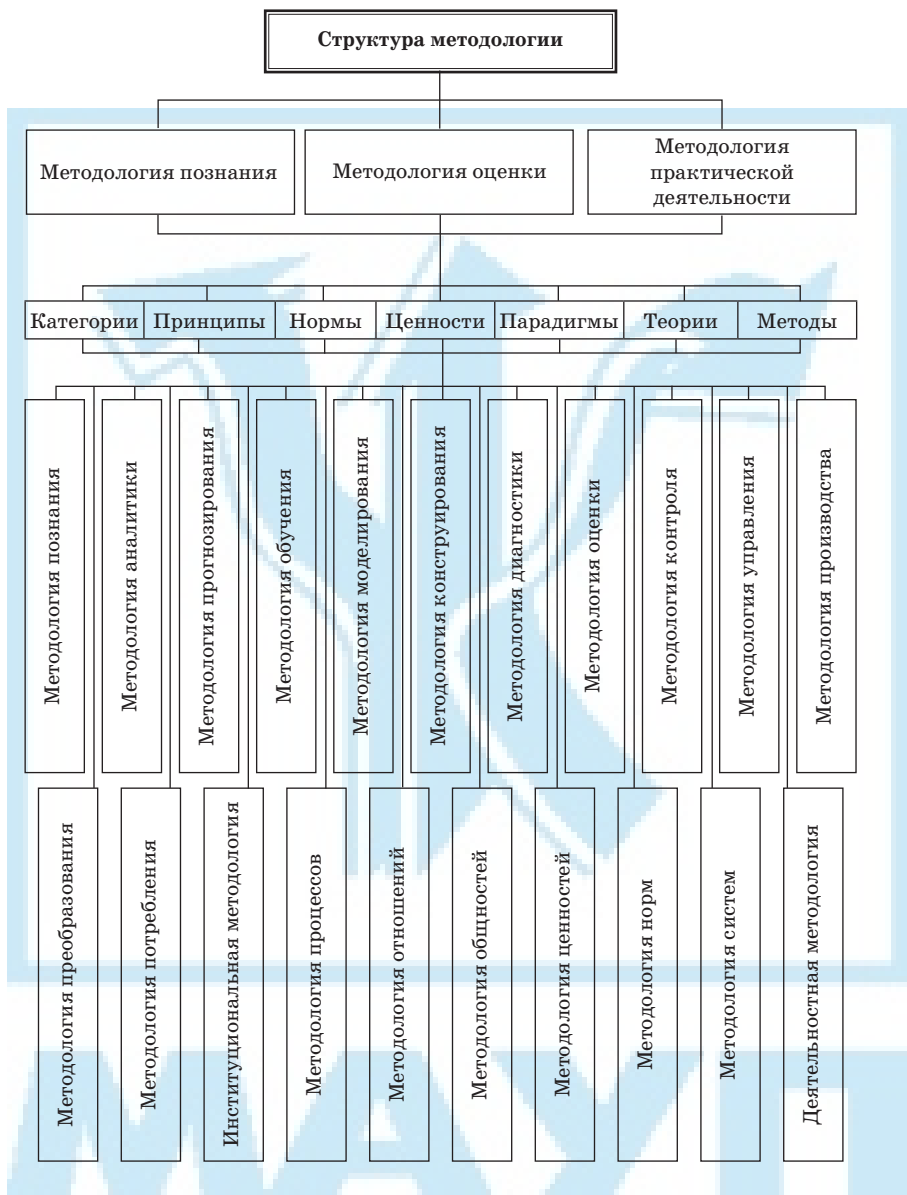 Структура методологии
Методология познания
Методология оценки
Методология
практической
деятельности
Категории
Принципы
Нормы
Ценности
Парадигмы
Теории
Методы
Методология познания
Методология аналитики
Методология прогнозирования
Методология обучения
Методология моделирования
Методология конструирования
Методология диагностики
Методология оценки
Методология контроля
Методология управления
Методология производства
Методология преобразования
Методология потребления
Институциональная методология
Методология процессов
Методология отношений
Методология общностей
Методология ценностей
Методология норм
Методология систем
Деятельностная методология
МАУП